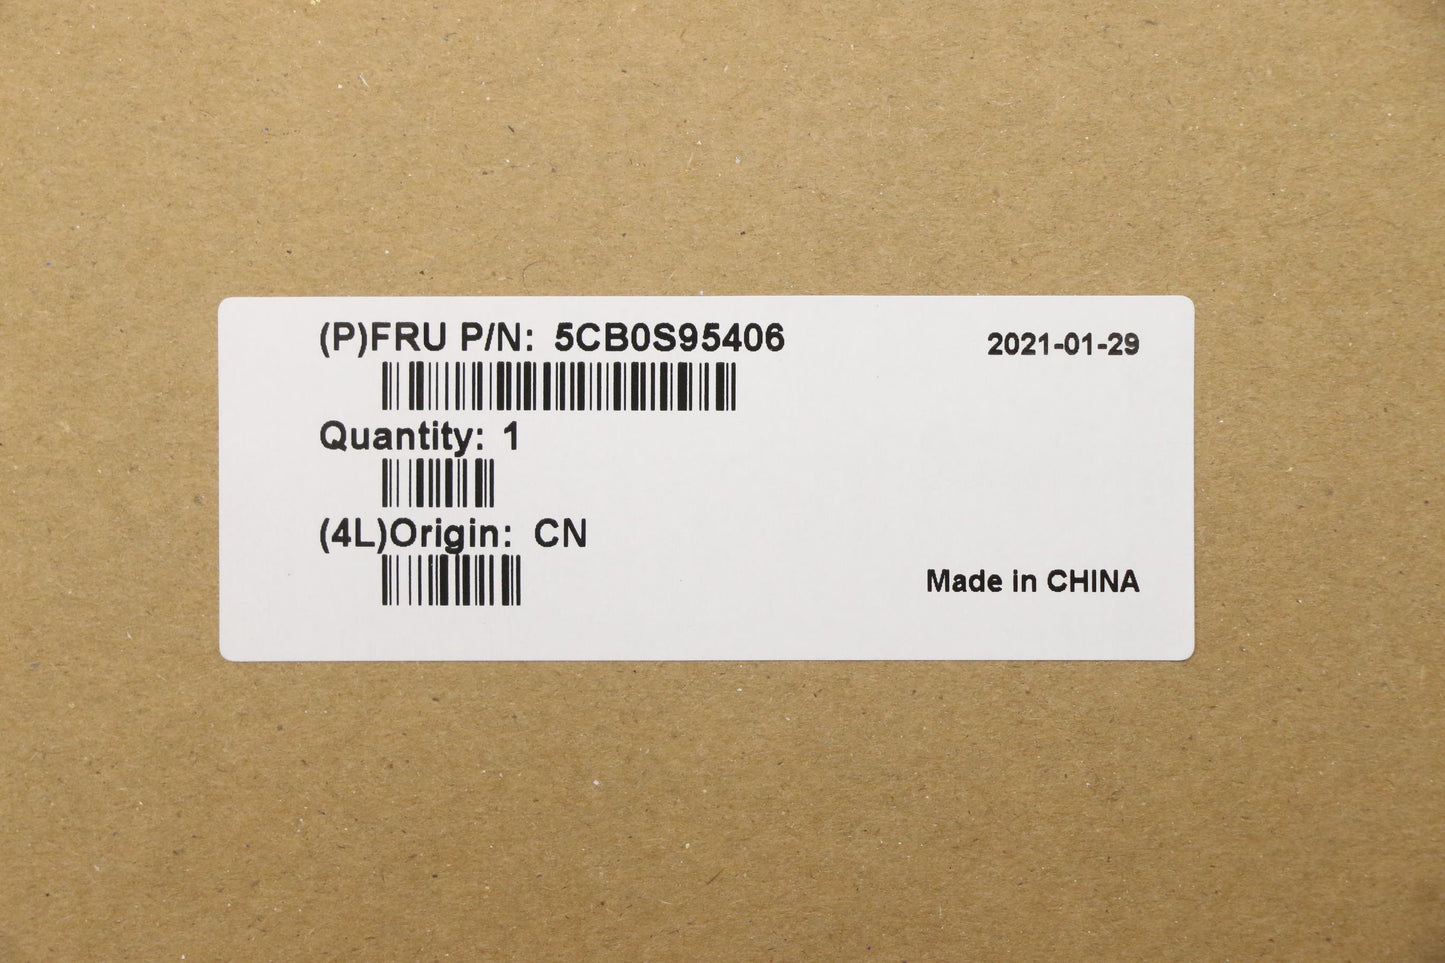 (P)FRU P/N: 5CB0S95406
2021-01-29
Quantity: 1
(4L)Origin: CN
Made in CHINA